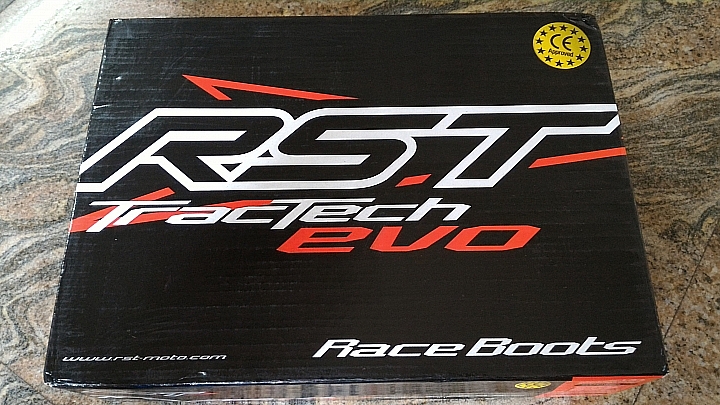 CE
Approved
RST
TracTech
evo
www.rst-moto.com
Race Boots